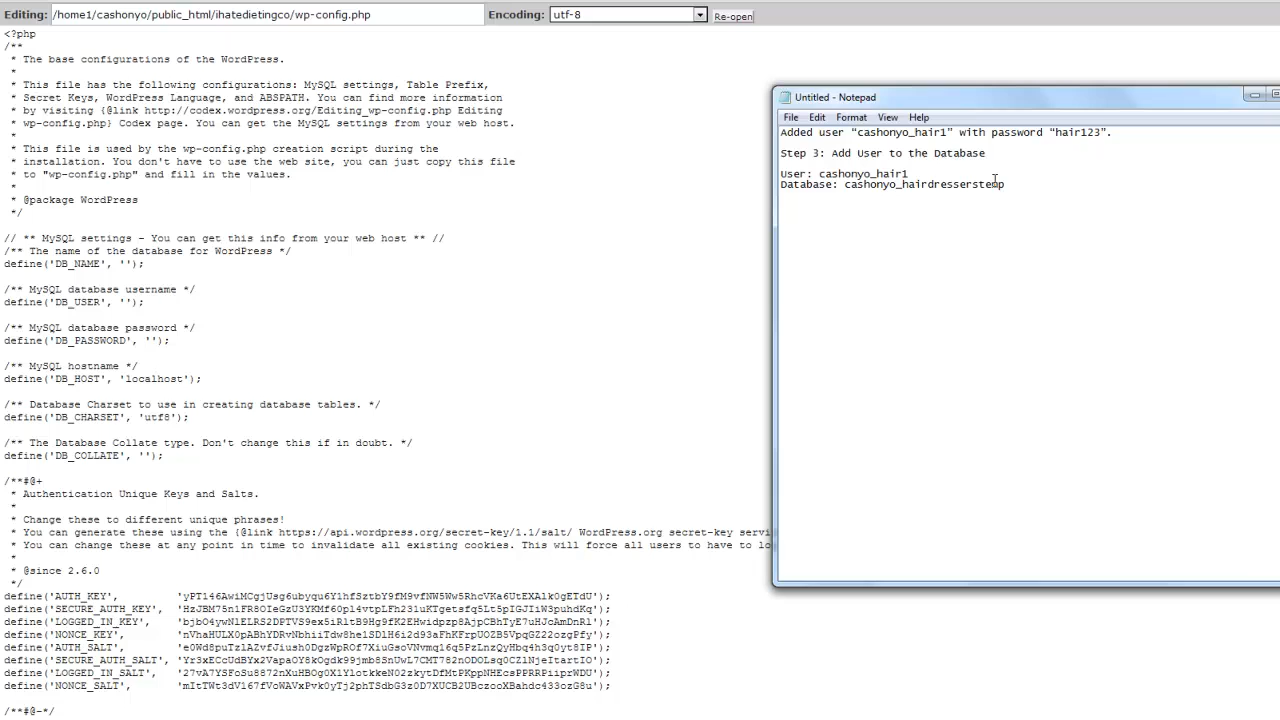 Editing: /home1/cashonyo/public_html/ihatedietingco/wp-config.php Encoding: utf-8 Re-open
<?php
/**
 * The base configurations of the WordPress.
 *
 * This file has the following configurations: MySQL settings, Table Prefix,
 * Secret Keys, WordPress Language, and ABSPATH. You can find more information
 * by visiting {@link http://codex.wordpress.org/Editing_wp-config.php Editing
 * wp-config.php} Codex page. You can get the MySQL settings from your web host.
 *
 * This file is used by the wp-config.php creation script during the
 * installation. You don't have to use the web site, you can just copy this file
 * to "wp-config.php" and fill in the values.
 *
 * @package WordPress
 */
// ** MySQL settings - You can get this info from your web host ** //
/** The name of the database for WordPress */
define('DB_NAME', '');
/** MySQL database username */
define('DB_USER', '');
/** MySQL database password */
define('DB_PASSWORD', '');
/** MySQL hostname */
define('DB_HOST', 'localhost');
/** Database Charset to use in creating database tables. */
define('DB_CHARSET', 'utf8');
/** The Database Collate type. Don't change this if in doubt. */
define('DB_COLLATE', '');
/**#@+
 * Authentication Unique Keys and Salts.
 *
 * Change these to different unique phrases!
 * You can generate these using the {@link https://api.wordpress.org/secret-key/1.1/salt/ WordPress.org secret-key servi
 * You can change these at any point in time to invalidate all existing cookies. This will force all users to have to lo
 *
 * @since 2.6.0
 */
define('AUTH_KEY',
define('SECURE_AUTH_KEY',
define('LOGGED_IN_KEY',
define('NONCE_KEY',
define('AUTH_SALT',
define('SECURE_AUTH_SALT',
define('LOGGED_IN_SALT',
define('NONCE_SALT',
/**#@-*/
Untitled - Notepad
File Edit Format View Help
Added user "cashonyo_hair1" with password "hair123".
Step 3: Add User to the Database
User: cashonyo_hair1
Database: cashonyo_hairdresserstemp